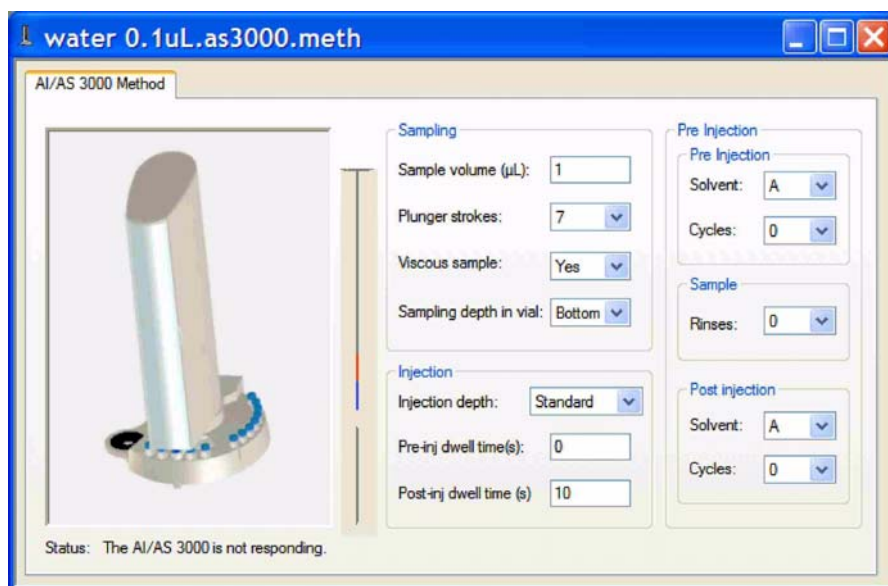 water 0.1uL.as3000.meth
AI/AS 3000 Method
Sampling
Sample volume (µL): 1
Plunger strokes: 7
Viscous sample: Yes
Sampling depth in vial: Bottom
Injection
Injection depth: Standard
Pre-inj dwell time(s): 0
Post-inj dwell time (s) 10
Pre Injection
Pre Injection
Solvent: A
Cycles: 0
Sample
Rinses: 0
Post injection
Solvent: A
Cycles: 0
Status: The AI/AS 3000 is not responding.